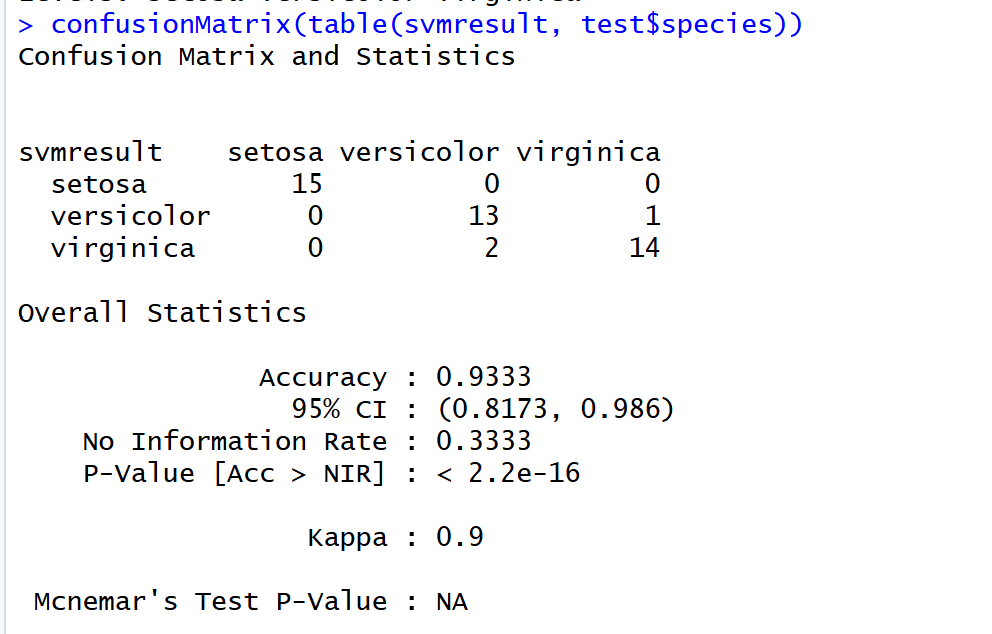 > confusionMatrix(table(svmresult, test$species))
Confusion Matrix and Statistics
svmresult    setosa versicolor virginica
  setosa         15          0         0
  versicolor      0         13         1
  virginica       0          2        14
Overall Statistics
               Accuracy : 0.9333
                 95% CI : (0.8173, 0.986)
    No Information Rate : 0.3333
    P-Value [Acc > NIR] : < 2.2e-16
                  Kappa : 0.9
 Mcnemar's Test P-Value : NA